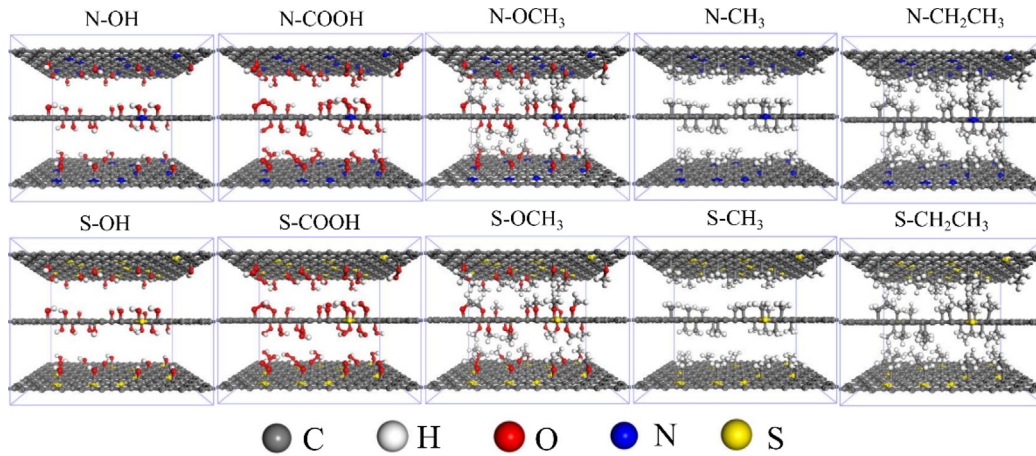 N-OH N-COOH N-OCH₃ N-CH₃ N-CH₂CH₃
S-OH S-COOH S-OCH₃ S-CH₃ S-CH₂CH₃
C H O N S